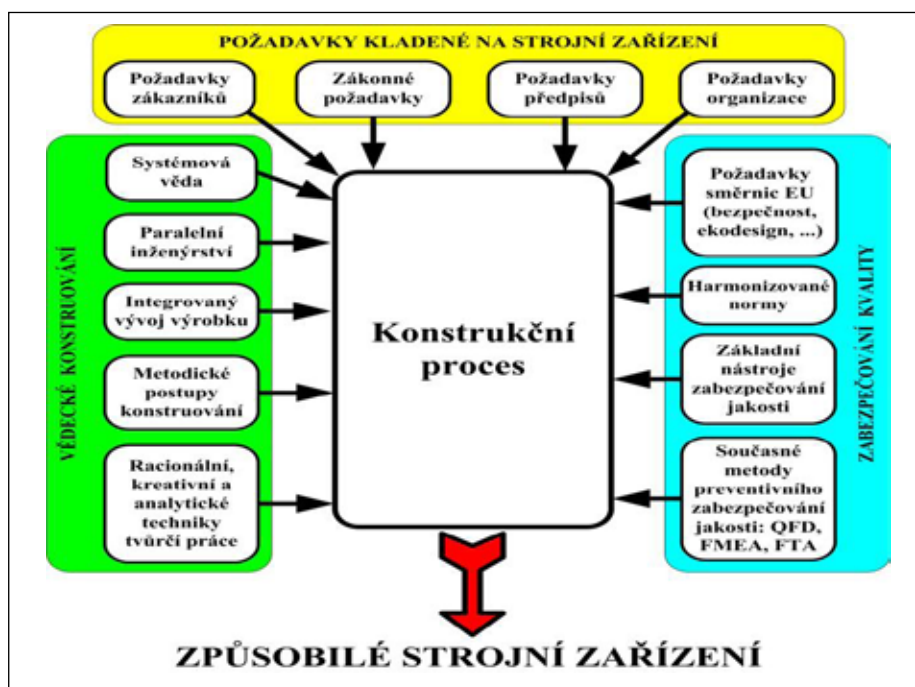 POŽADAVKY KLADENÉ NA STROJNÍ ZAŘÍZENÍ
Požadavky
zákazníků
Zákonné
požadavky
Požadavky
předpisů
Požadavky
organizace
VĚDECKÉ KONSTRUOVÁNÍ
Systémová
věda
Paralelní
inženýrství
Integrovaný
vývoj výrobku
Metodické
postupy
konstruování
Racionální,
kreativní a
analytické
techniky
tvůrčí práce
Konstrukční
proces
Požadavky
směrnic EU
(bezpečnost,
ekodesign, ...)
Harmonizované
normy
Základní
nástroje
zabezpečování
jakosti
Současné
metody
preventivního
zabezpečování
jakosti: QFD,
FMEA, FTA
ZABEZPEČOVÁNÍ KVALITY
ZPŮSOBILÉ STROJNÍ ZAŘÍZENÍ